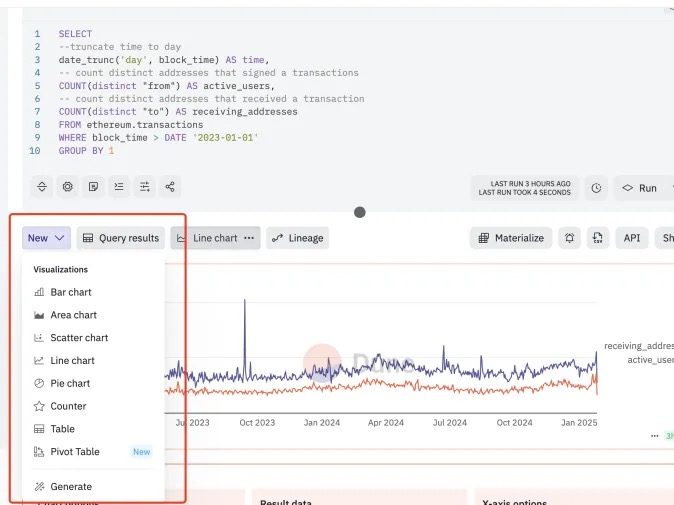 1 SELECT
2 --truncate time to day
3 date_trunc('day', block_time) AS time,
4 -- count distinct addresses that signed a transactions
5 COUNT(distinct "from") AS active_users,
6 -- count distinct addresses that received a transaction
7 COUNT(distinct "to") AS receiving_addresses
8 FROM ethereum.transactions
9 WHERE block_time > DATE '2023-01-01'
10 GROUP BY 1
LAST RUN 3 HOURS AGO
LAST RUN TOOK 4 SECONDS
Run
New Query results Line chart Lineage Materialize CSV API Sh
Visualizations
Bar chart
Area chart
Scatter chart
Line chart
Pie chart
Counter
Table
Pivot Table New
Generate
Dune
receiving_addres
active_user
Jul 2023 Oct 2023 Jan 2024 Apr 2024 Jul 2024 Oct 2024 Jan 2025
3h
Result data X-axis options